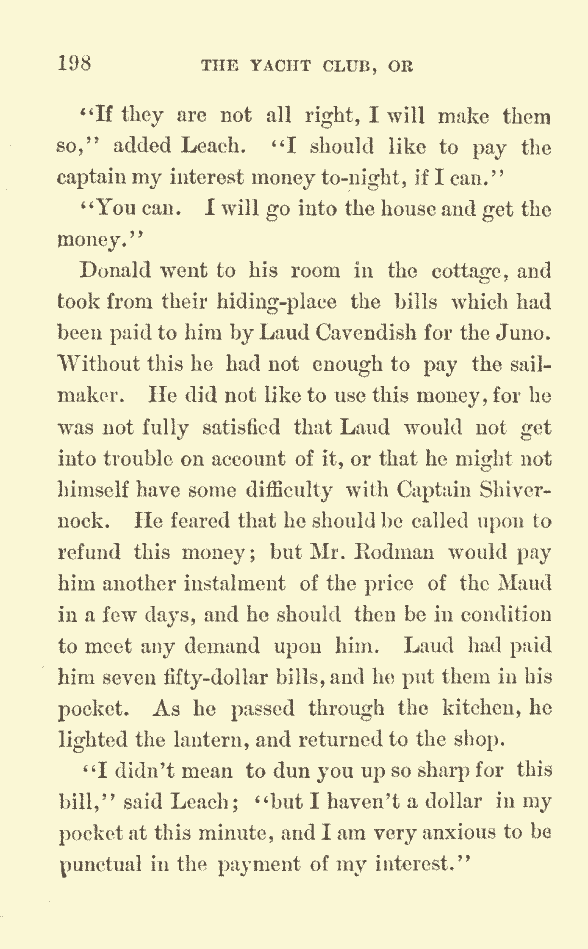 198 THE YACHT CLUB, OR
"If they are not all right, I will make them
so," added Leach. "I should like to pay the
captain my interest money to-night, if I can."
"You can. I will go into the house and get the
money."
Donald went to his room in the cottage, and
took from their hiding-place the bills which had
been paid to him by Laud Cavendish for the Juno.
Without this he had not enough to pay the sail-
maker. He did not like to use this money, for he
was not fully satisfied that Laud would not get
into trouble on account of it, or that he might not
himself have some difficulty with Captain Shiver-
nock. He feared that he should be called upon to
refund this money; but Mr. Rodman would pay
him another instalment of the price of the Maud
in a few days, and he should then be in condition
to meet any demand upon him. Laud had paid
him seven fifty-dollar bills, and he put them in his
pocket. As he passed through the kitchen, he
lighted the lantern, and returned to the shop.
"I didn't mean to dun you up so sharp for this
bill," said Leach; "but I haven't a dollar in my
pocket at this minute, and I am very anxious to be
punctual in the payment of my interest."